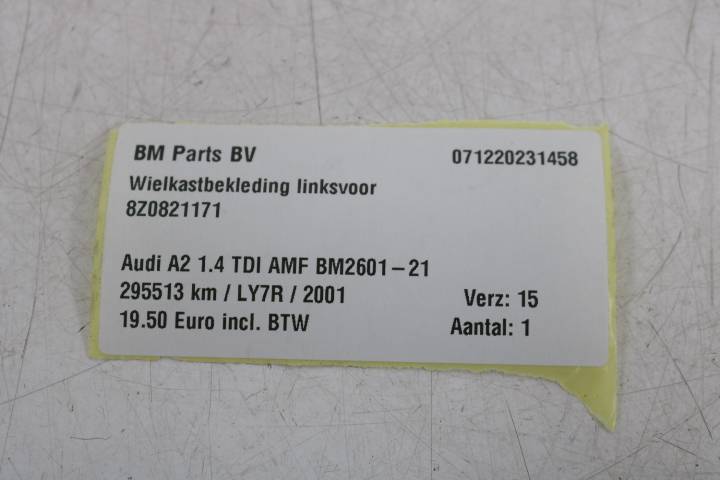 BM Parts BV 071220231458
Wielkastbekleding linksvoor
8Z0821171
Audi A2 1.4 TDI AMF BM2601-21
295513 km / LY7R / 2001 Verz: 15
19.50 Euro incl. BTW Aantal: 1